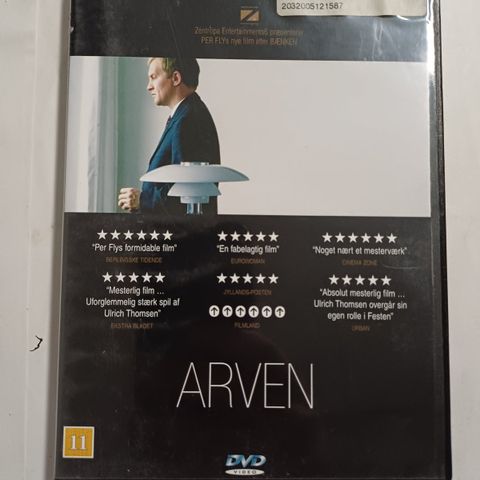 2032005121587
Zentropa Entertainments6 præsenterer
PER FLYs nye film efter BÆNKEN
"Per Flys formidable film"
BERLINGSKE TIDENDE
"En fabelagtig film"
EUROWOMAN
"Noget nært et mesterværk"
CINEMA ZONE
"Mesterlig film ...
Uforglemmelig stærk spil af
Ulrich Thomsen"
EKSTRA BLADET
JYLLANDS-POSTEN
FILMLAND
"Absolut mesterlig film ...
Ulrich Thomsen overgår sin
egen rolle i Festen"
URBAN
ARVEN
11
DVD
VIDEO